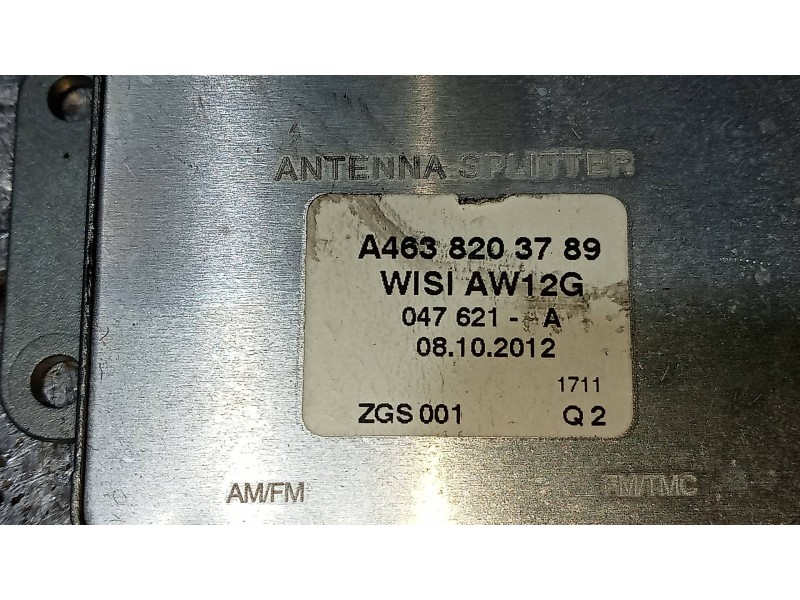 ANTENNA-SPLITTER
A463 820 37 89
WISI AW12G
047 621 - A
08.10.2012
1711
ZGS 001 Q 2
AM/FM FM/TMC